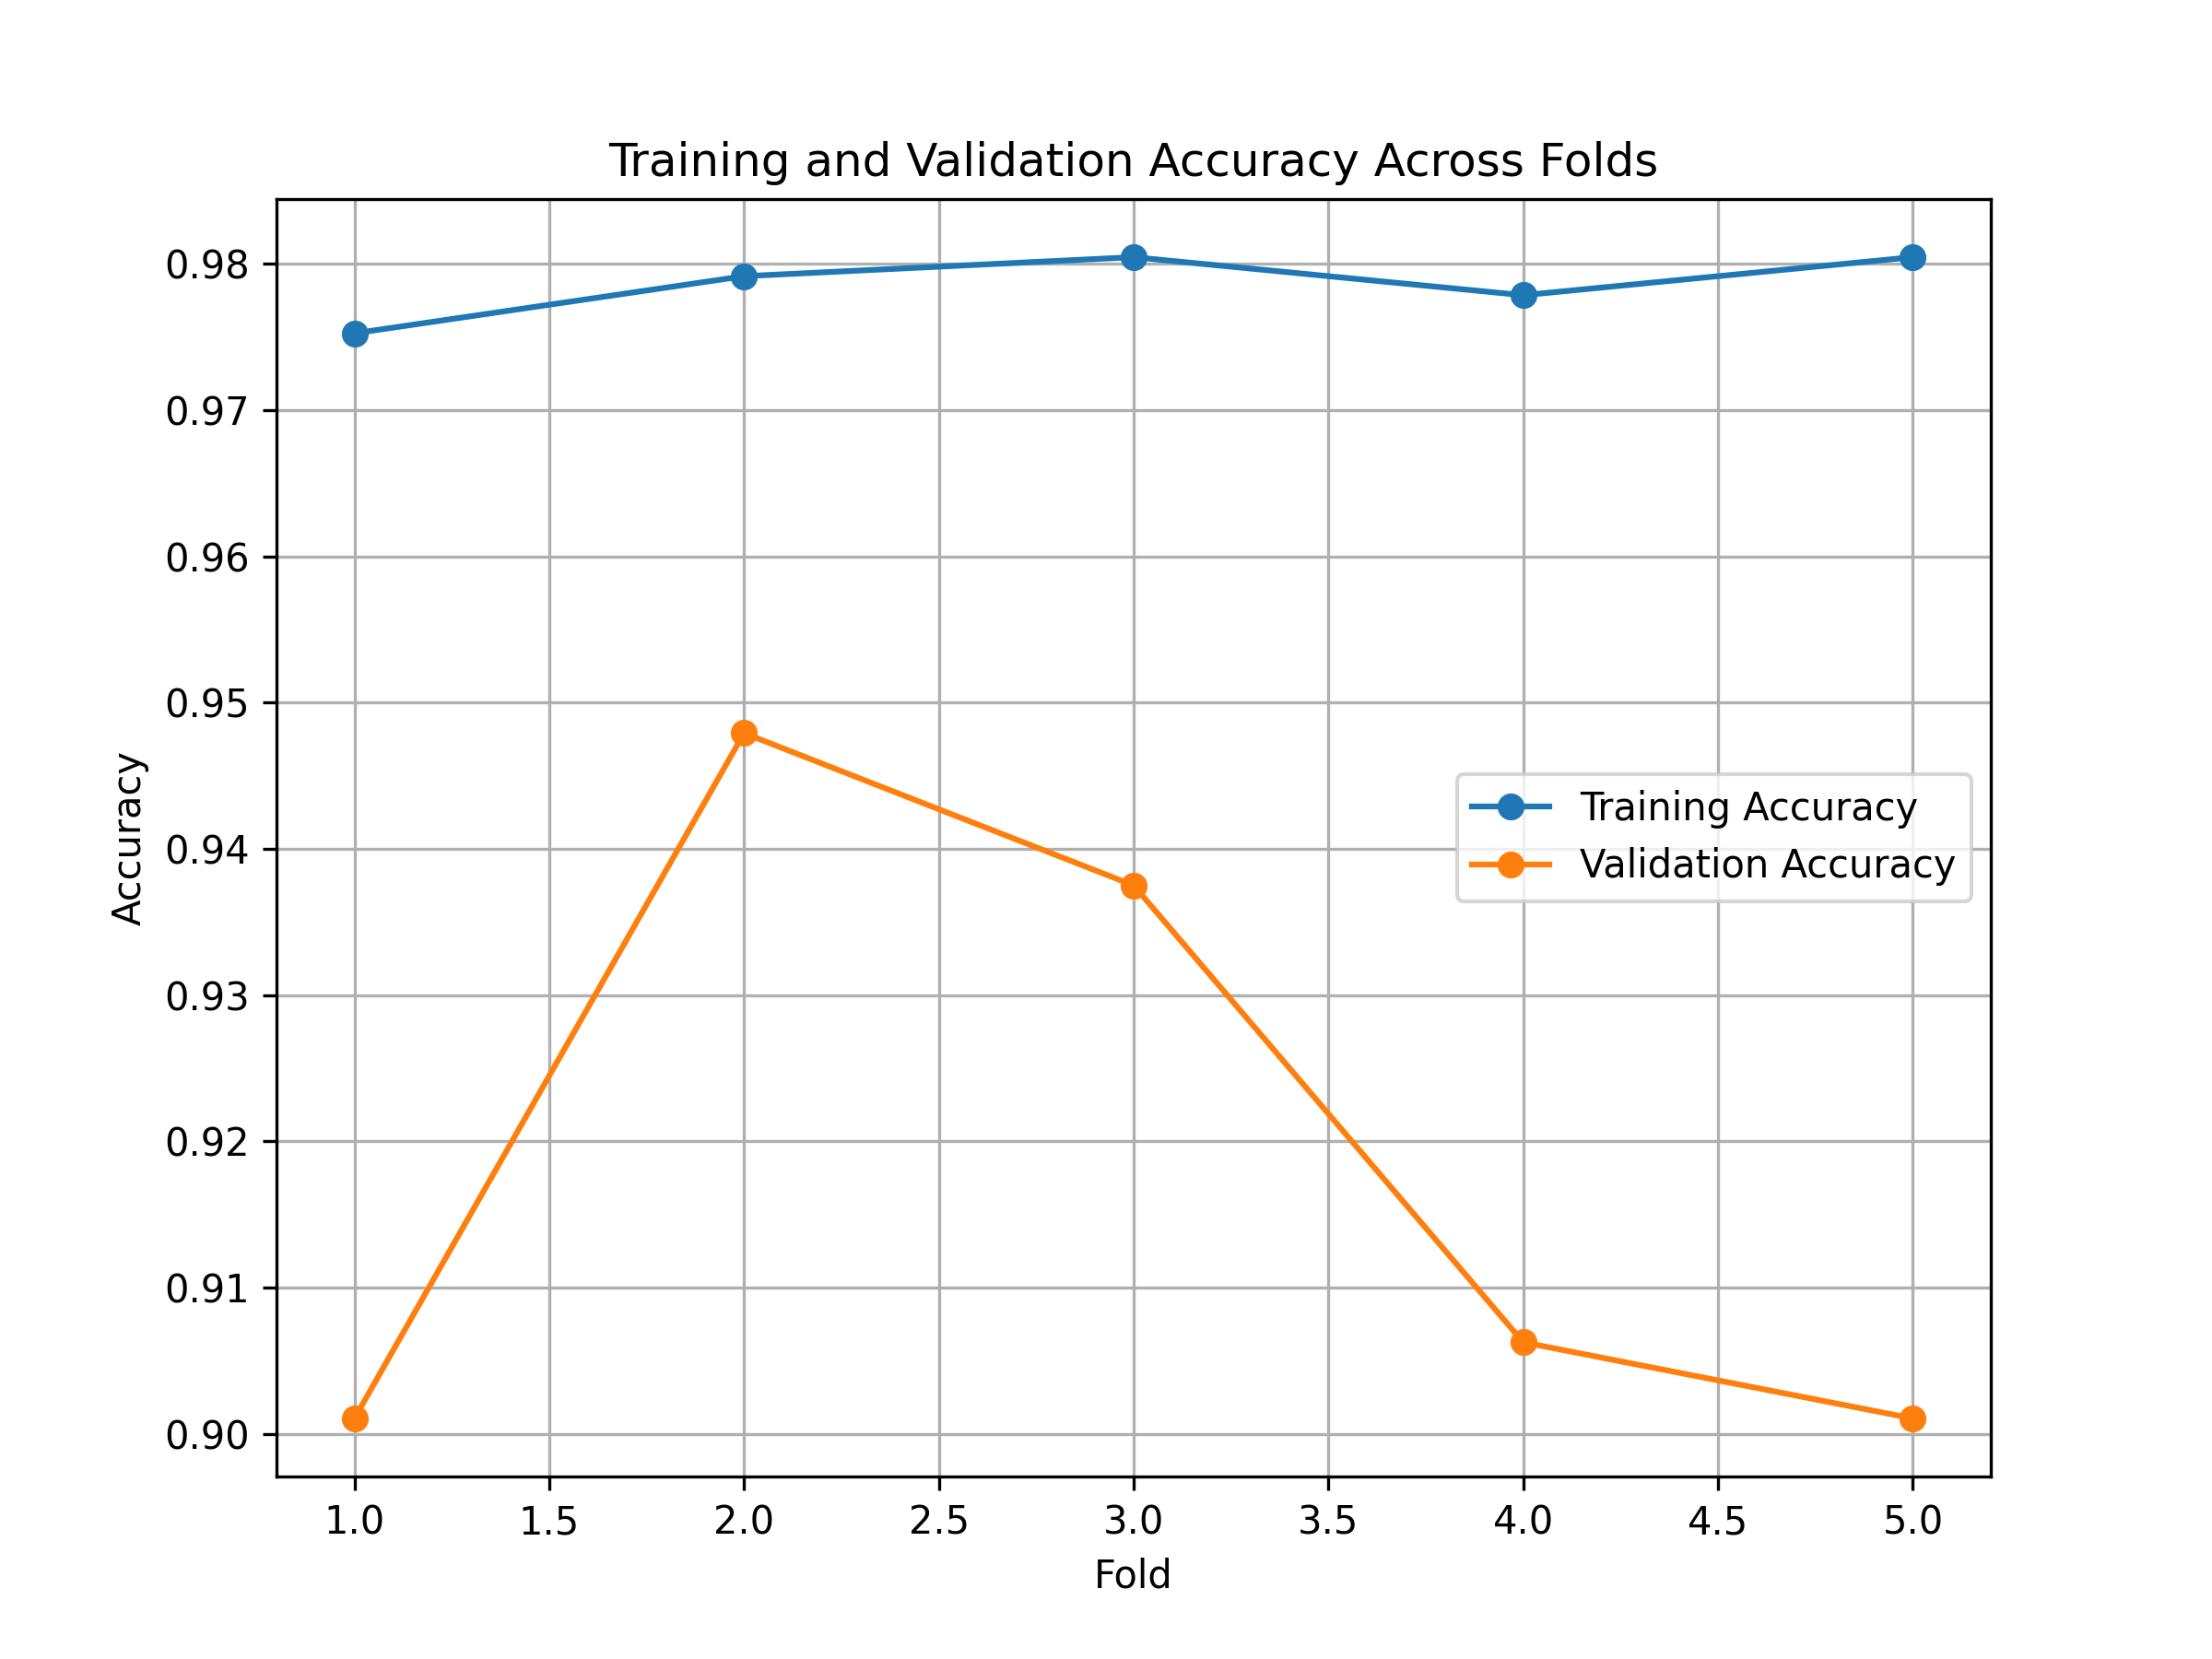 Training and Validation Accuracy Across Folds
0.98
0.97
0.96
0.95
0.94
0.93
0.92
0.91
0.90
Accuracy
Training Accuracy
Validation Accuracy
1.0 1.5 2.0 2.5 3.0 3.5 4.0 4.5 5.0
Fold